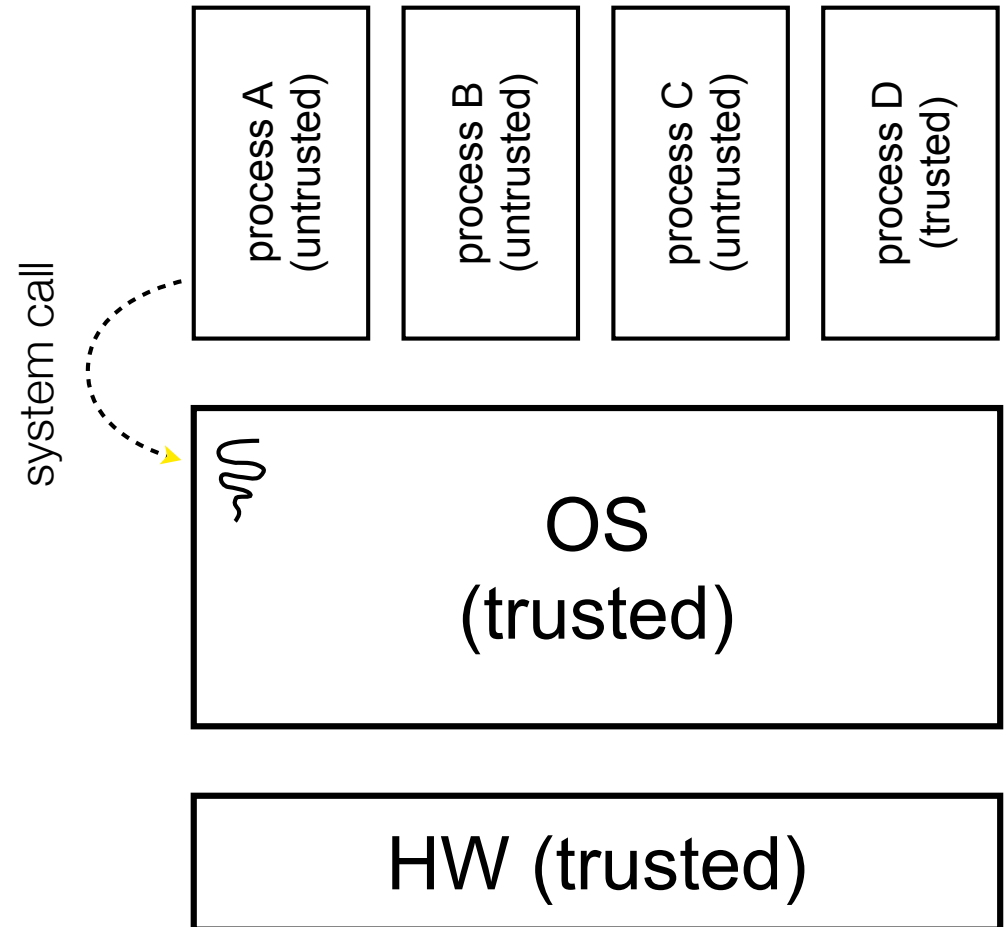 process A
(untrusted)
process B
(untrusted)
process C
(untrusted)
process D
(trusted)
system call
OS
(trusted)
HW (trusted)